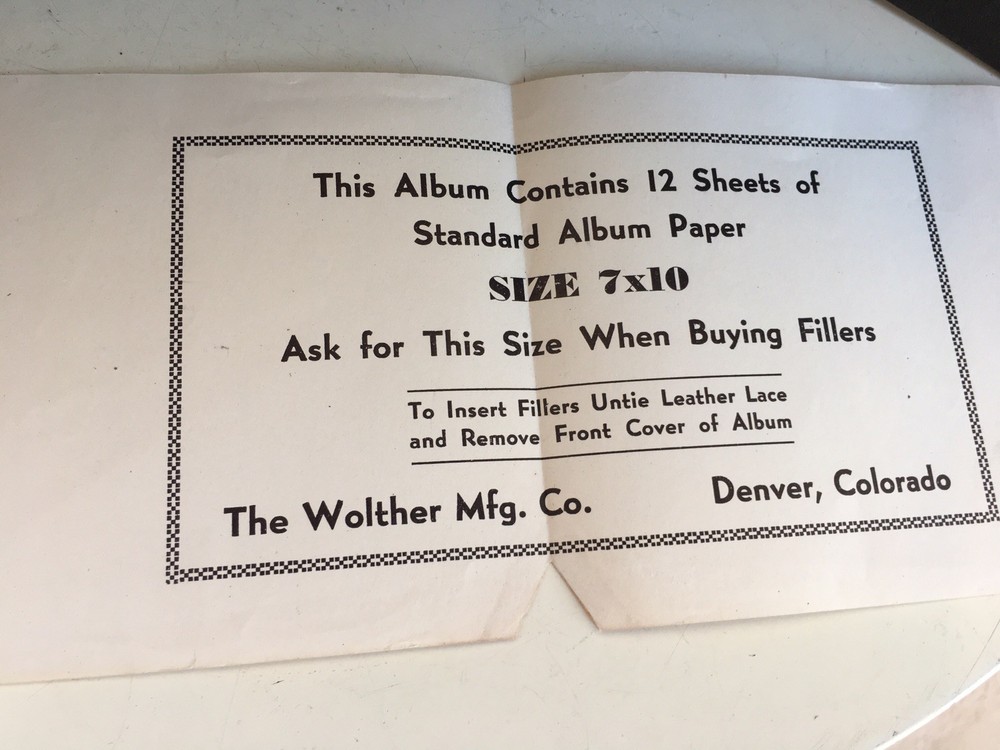 This Album Contains 12 Sheets of
Standard Album Paper
SIZE 7x10
Ask for This Size When Buying Fillers
To Insert Fillers Untie Leather Lace
and Remove Front Cover of Album
The Wolther Mfg. Co. Denver, Colorado